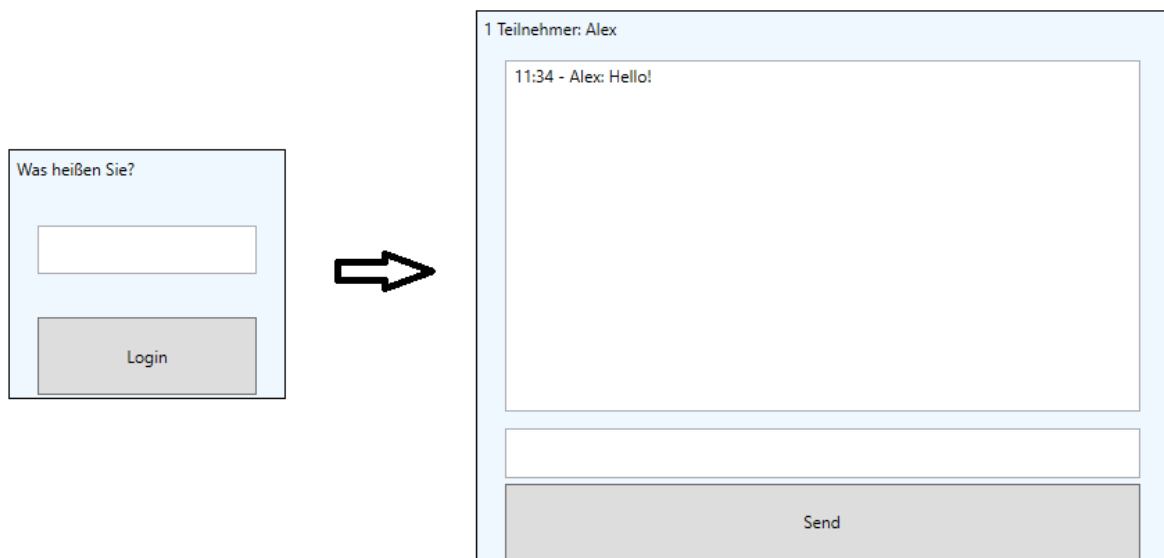 Was heißen Sie?
Login
1 Teilnehmer: Alex
11:34 - Alex: Hello!
Send